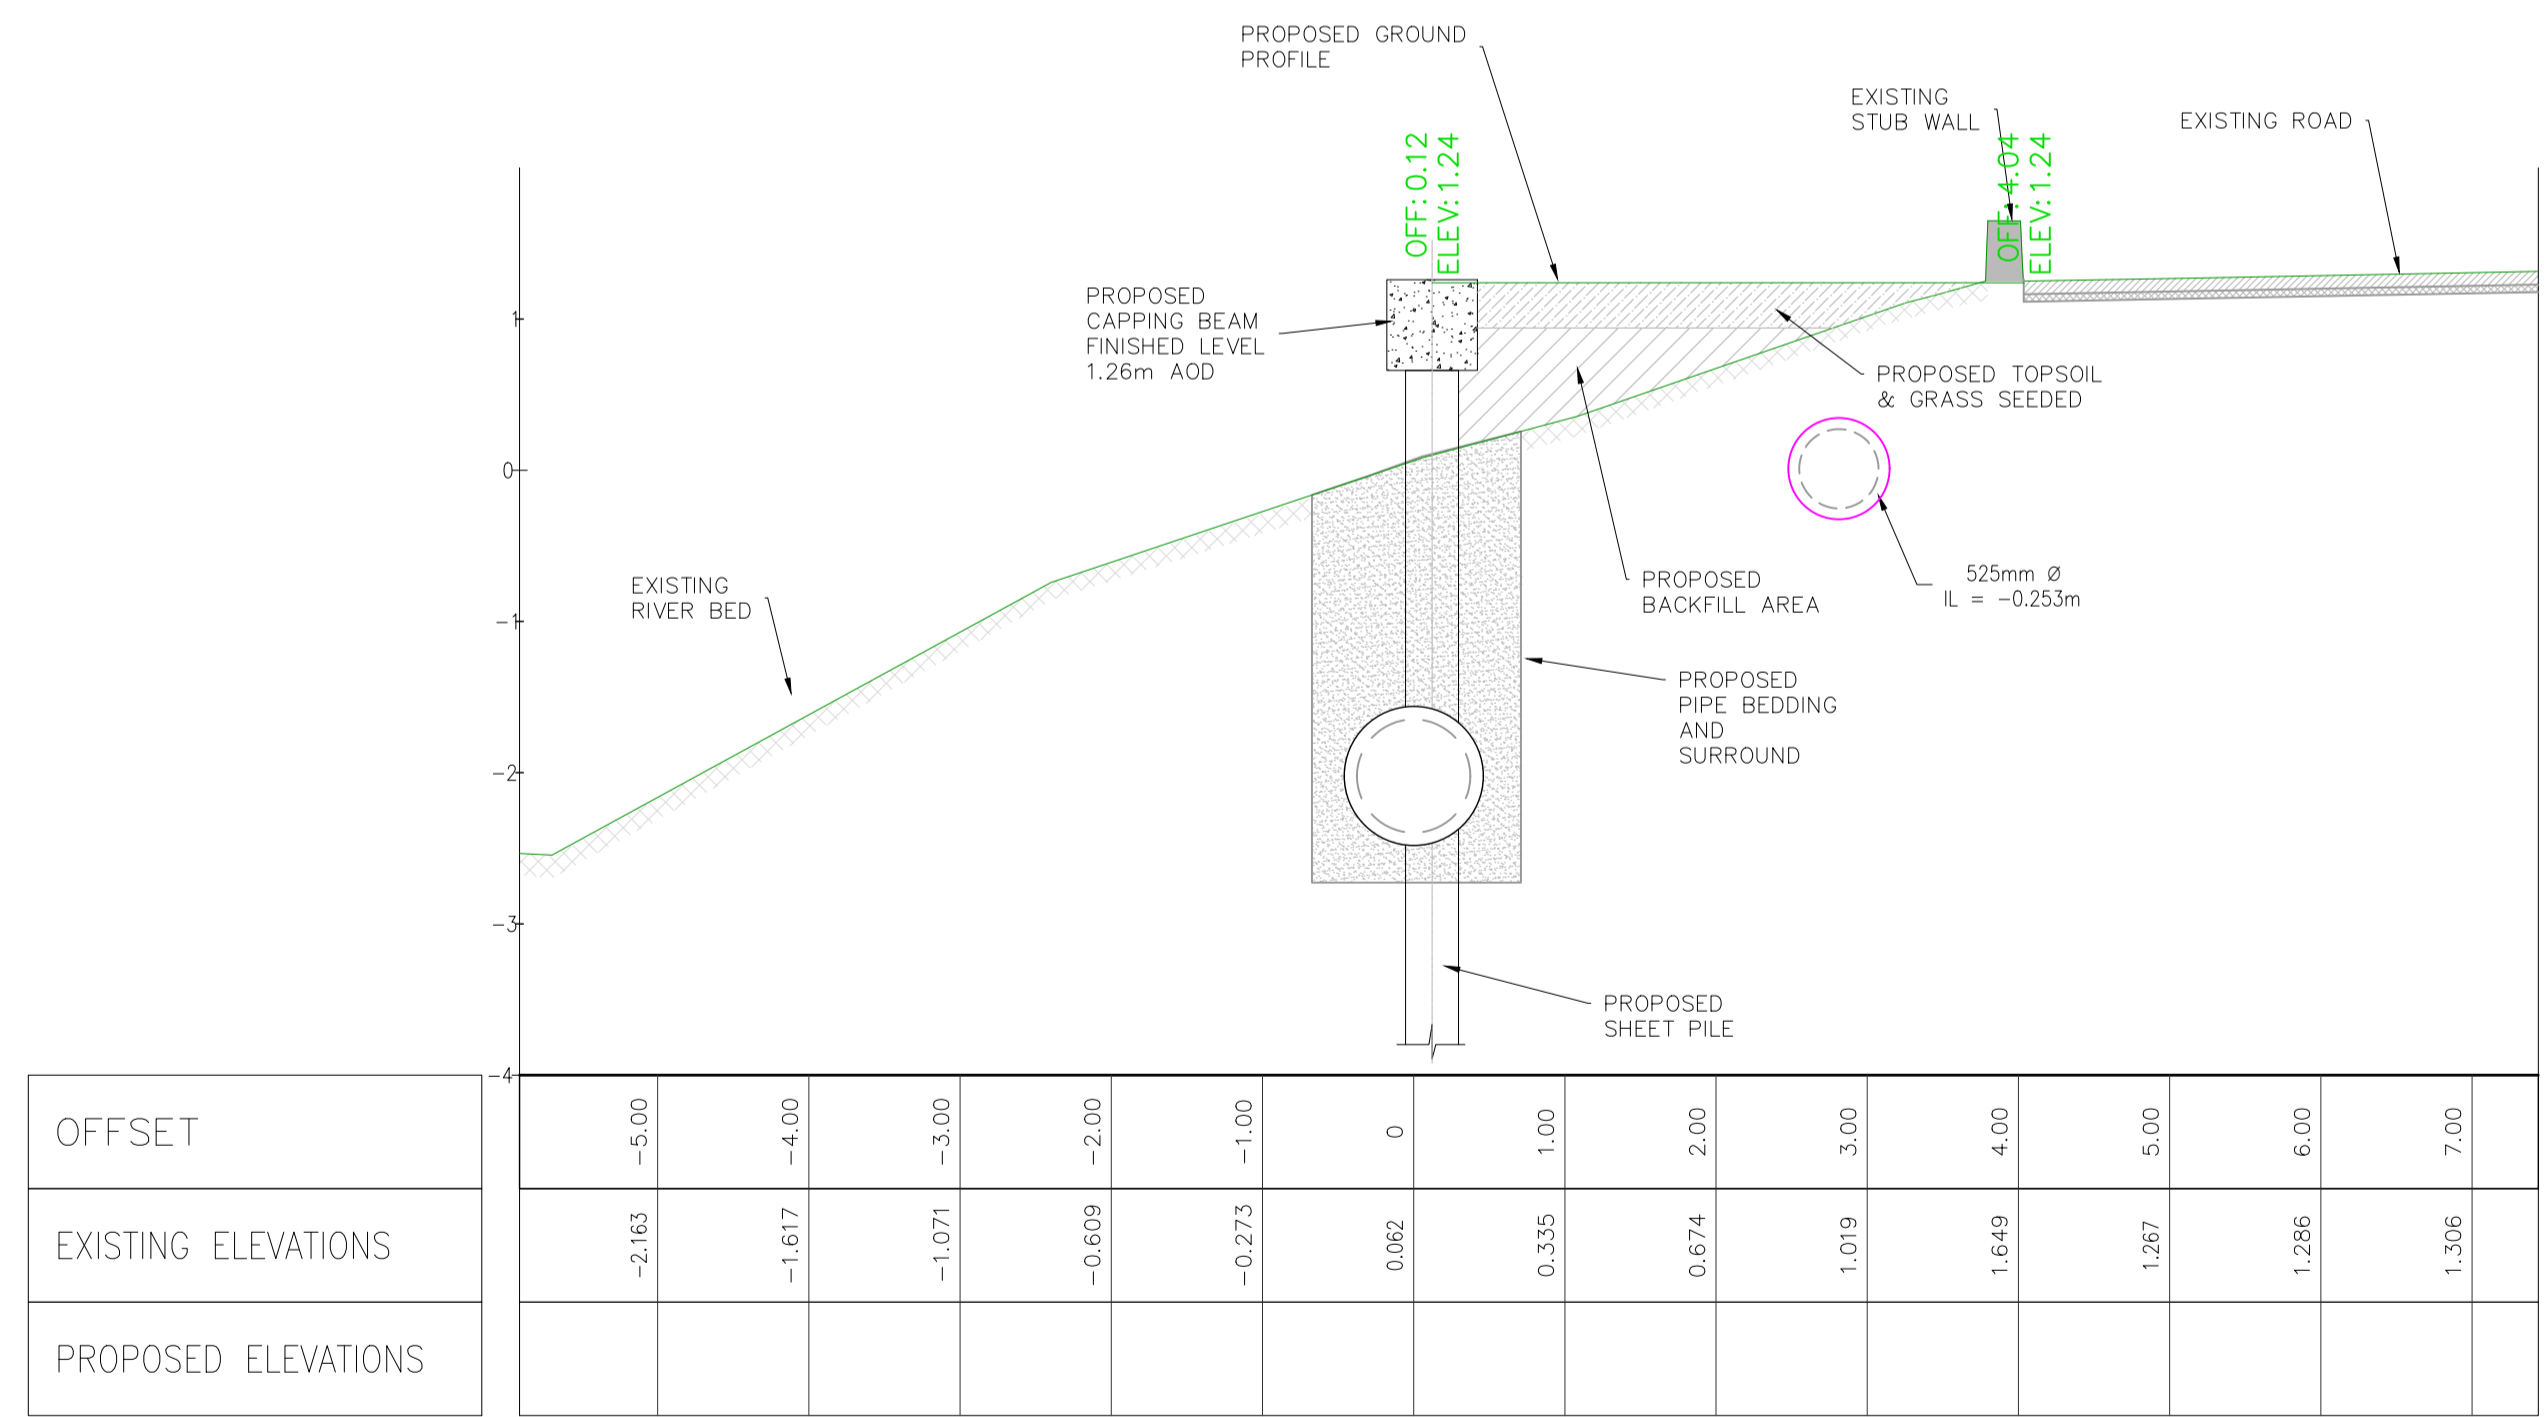 PROPOSED GROUND
PROFILE
EXISTING
STUB WALL
EXISTING ROAD
OFF: 0.12
ELEV: 1.24
OFF: 4.04
ELEV: 1.24
PROPOSED
CAPPING BEAM
FINISHED LEVEL
1.26m AOD
PROPOSED TOPSOIL
& GRASS SEEDED
EXISTING
RIVER BED
PROPOSED
BACKFILL AREA
525mm Ø
IL = -0.253m
PROPOSED
PIPE BEDDING
AND
SURROUND
PROPOSED
SHEET PILE
1
0
-1
-2
-3
-4
OFFSET -5.00 -4.00 -3.00 -2.00 -1.00 0 1.00 2.00 3.00 4.00 5.00 6.00 7.00
EXISTING ELEVATIONS -2.163 -1.617 -1.071 -0.609 -0.273 0.062 0.335 0.674 1.019 1.649 1.267 1.286 1.306
PROPOSED ELEVATIONS